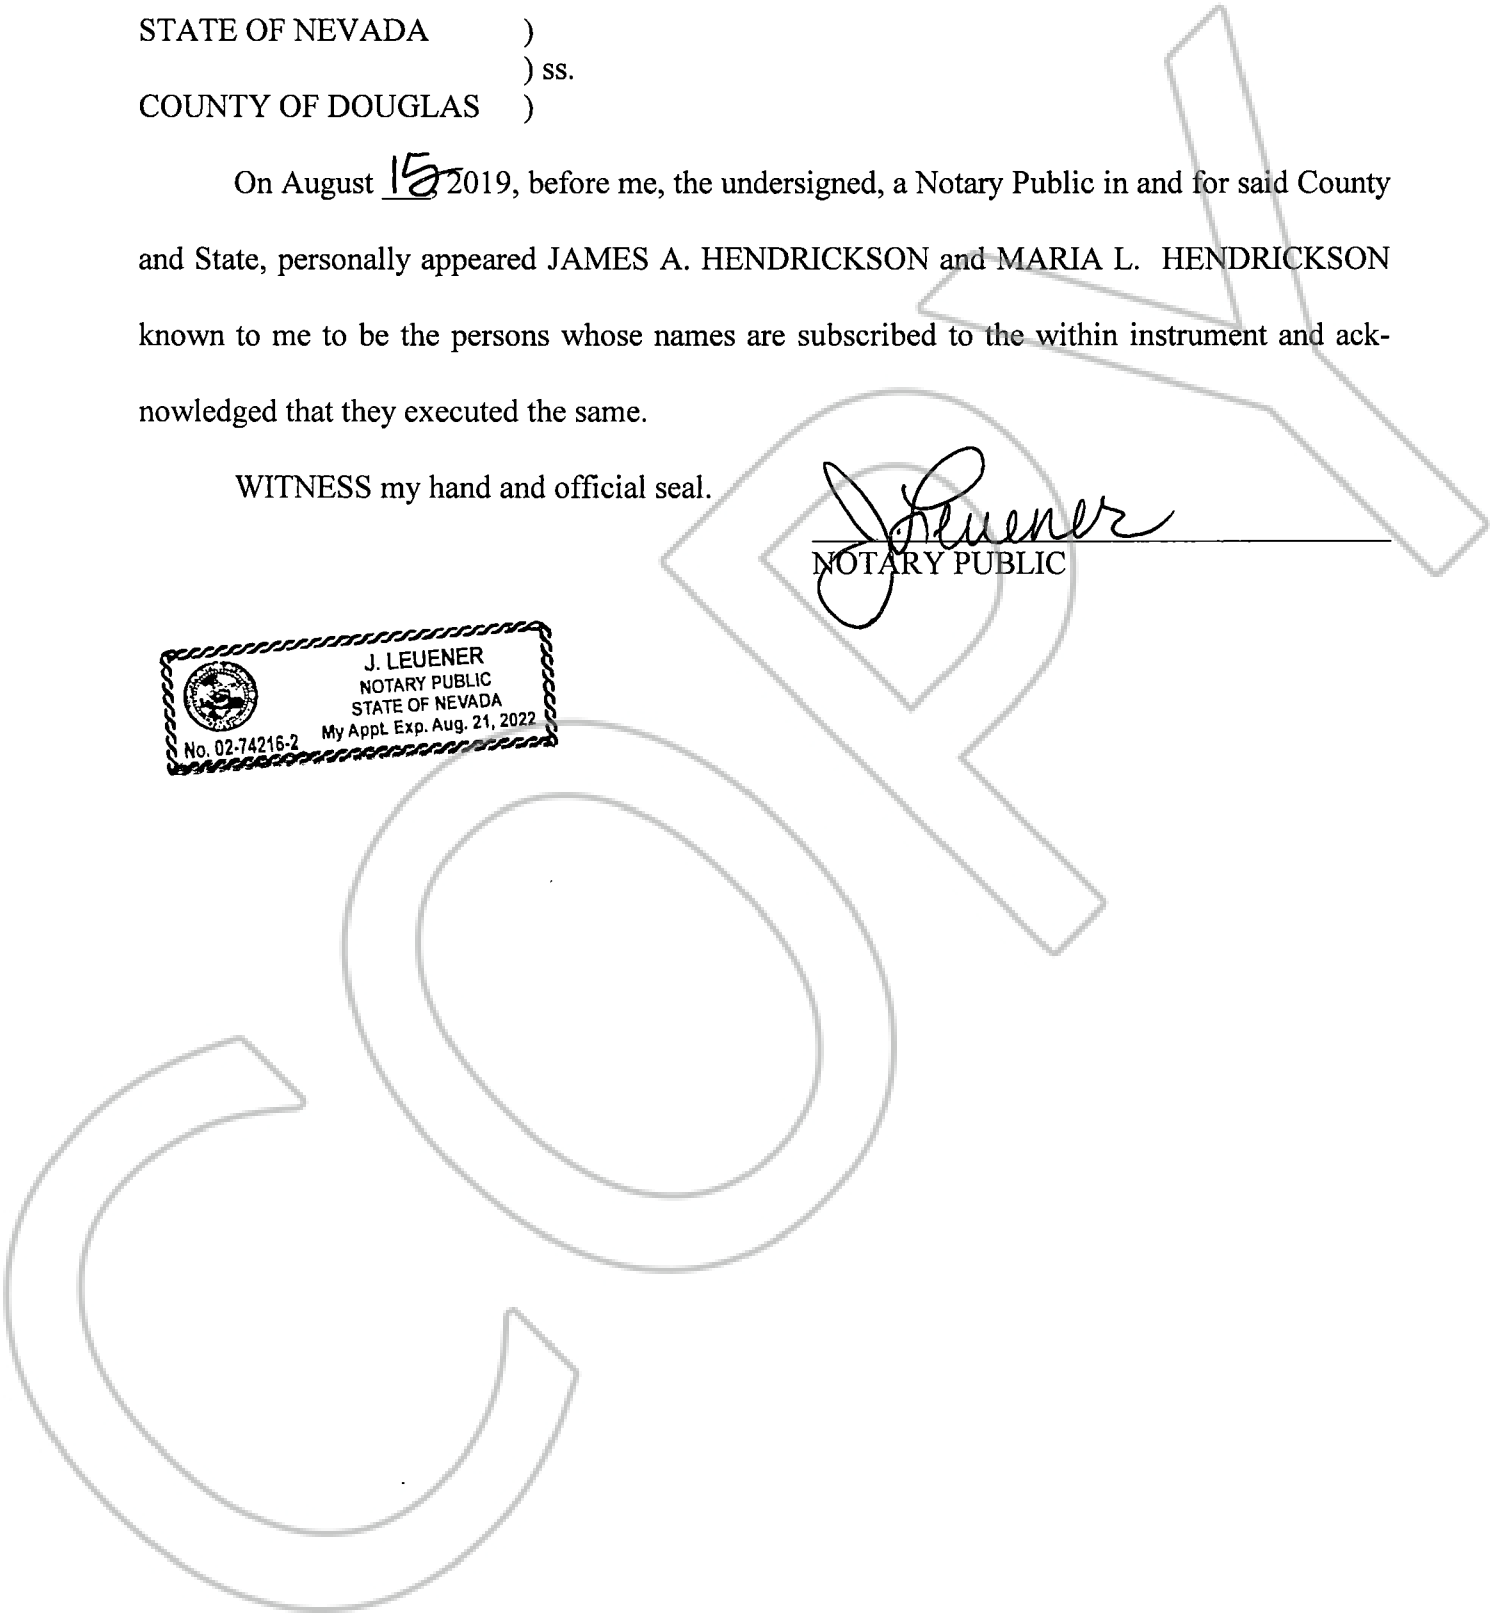 STATE OF NEVADA )
) ss.
COUNTY OF DOUGLAS )
On August 15, 2019, before me, the undersigned, a Notary Public in and for said County
and State, personally appeared JAMES A. HENDRICKSON and MARIA L. HENDRICKSON
known to me to be the persons whose names are subscribed to the within instrument and ack-
nowledged that they executed the same.
WITNESS my hand and official seal.
J. Leuener
NOTARY PUBLIC
J. LEUENER
NOTARY PUBLIC
STATE OF NEVADA
My Appt. Exp. Aug. 21, 2022
No. 02-74216-2
COPY